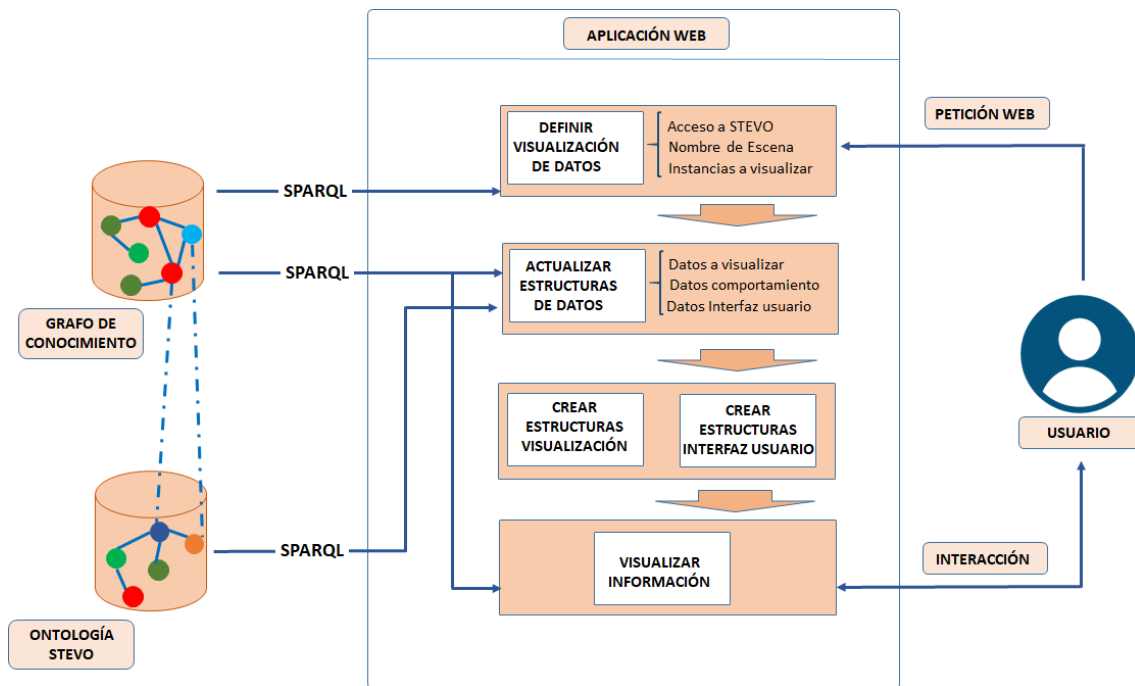 APLICACIÓN WEB
DEFINIR
VISUALIZACIÓN
DE DATOS
Acceso a STEVO
Nombre de Escena
Instancias a visualizar
PETICIÓN WEB
SPARQL
SPARQL
ACTUALIZAR
ESTRUCTURAS
DE DATOS
Datos a visualizar
Datos comportamiento
Datos Interfaz usuario
GRAFO DE
CONOCIMIENTO
CREAR
ESTRUCTURAS
VISUALIZACIÓN
CREAR
ESTRUCTURAS
INTERFAZ USUARIO
USUARIO
SPARQL
VISUALIZAR
INFORMACIÓN
INTERACCIÓN
ONTOLOGÍA
STEVO